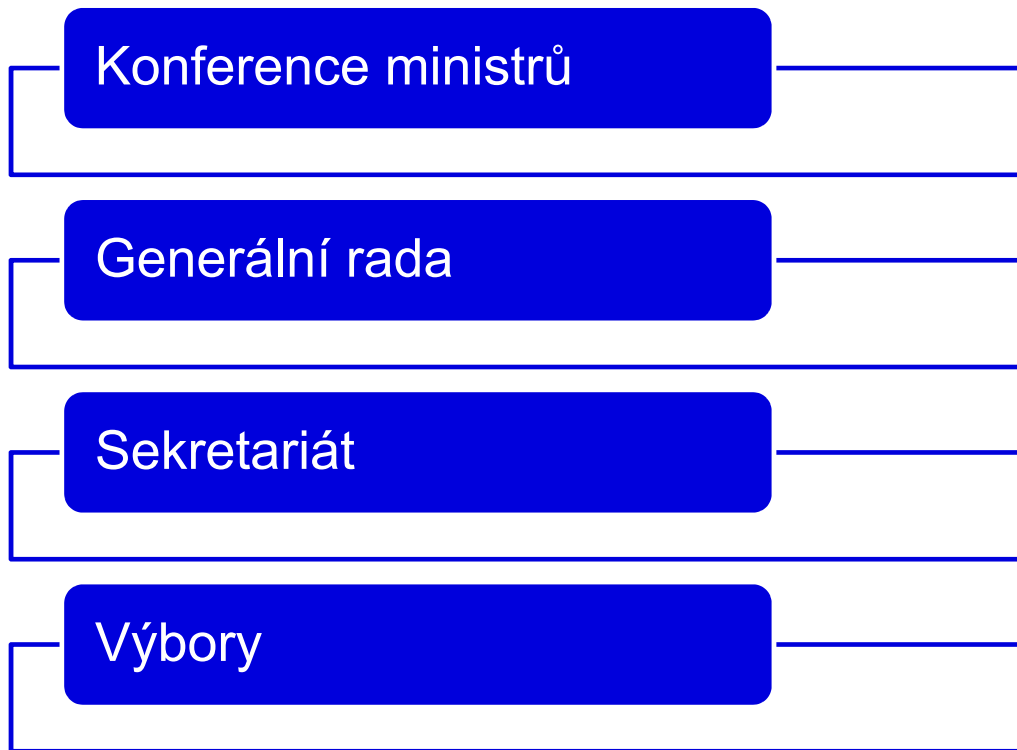 Konference ministrů
Generální rada
Sekretariát
Výbory